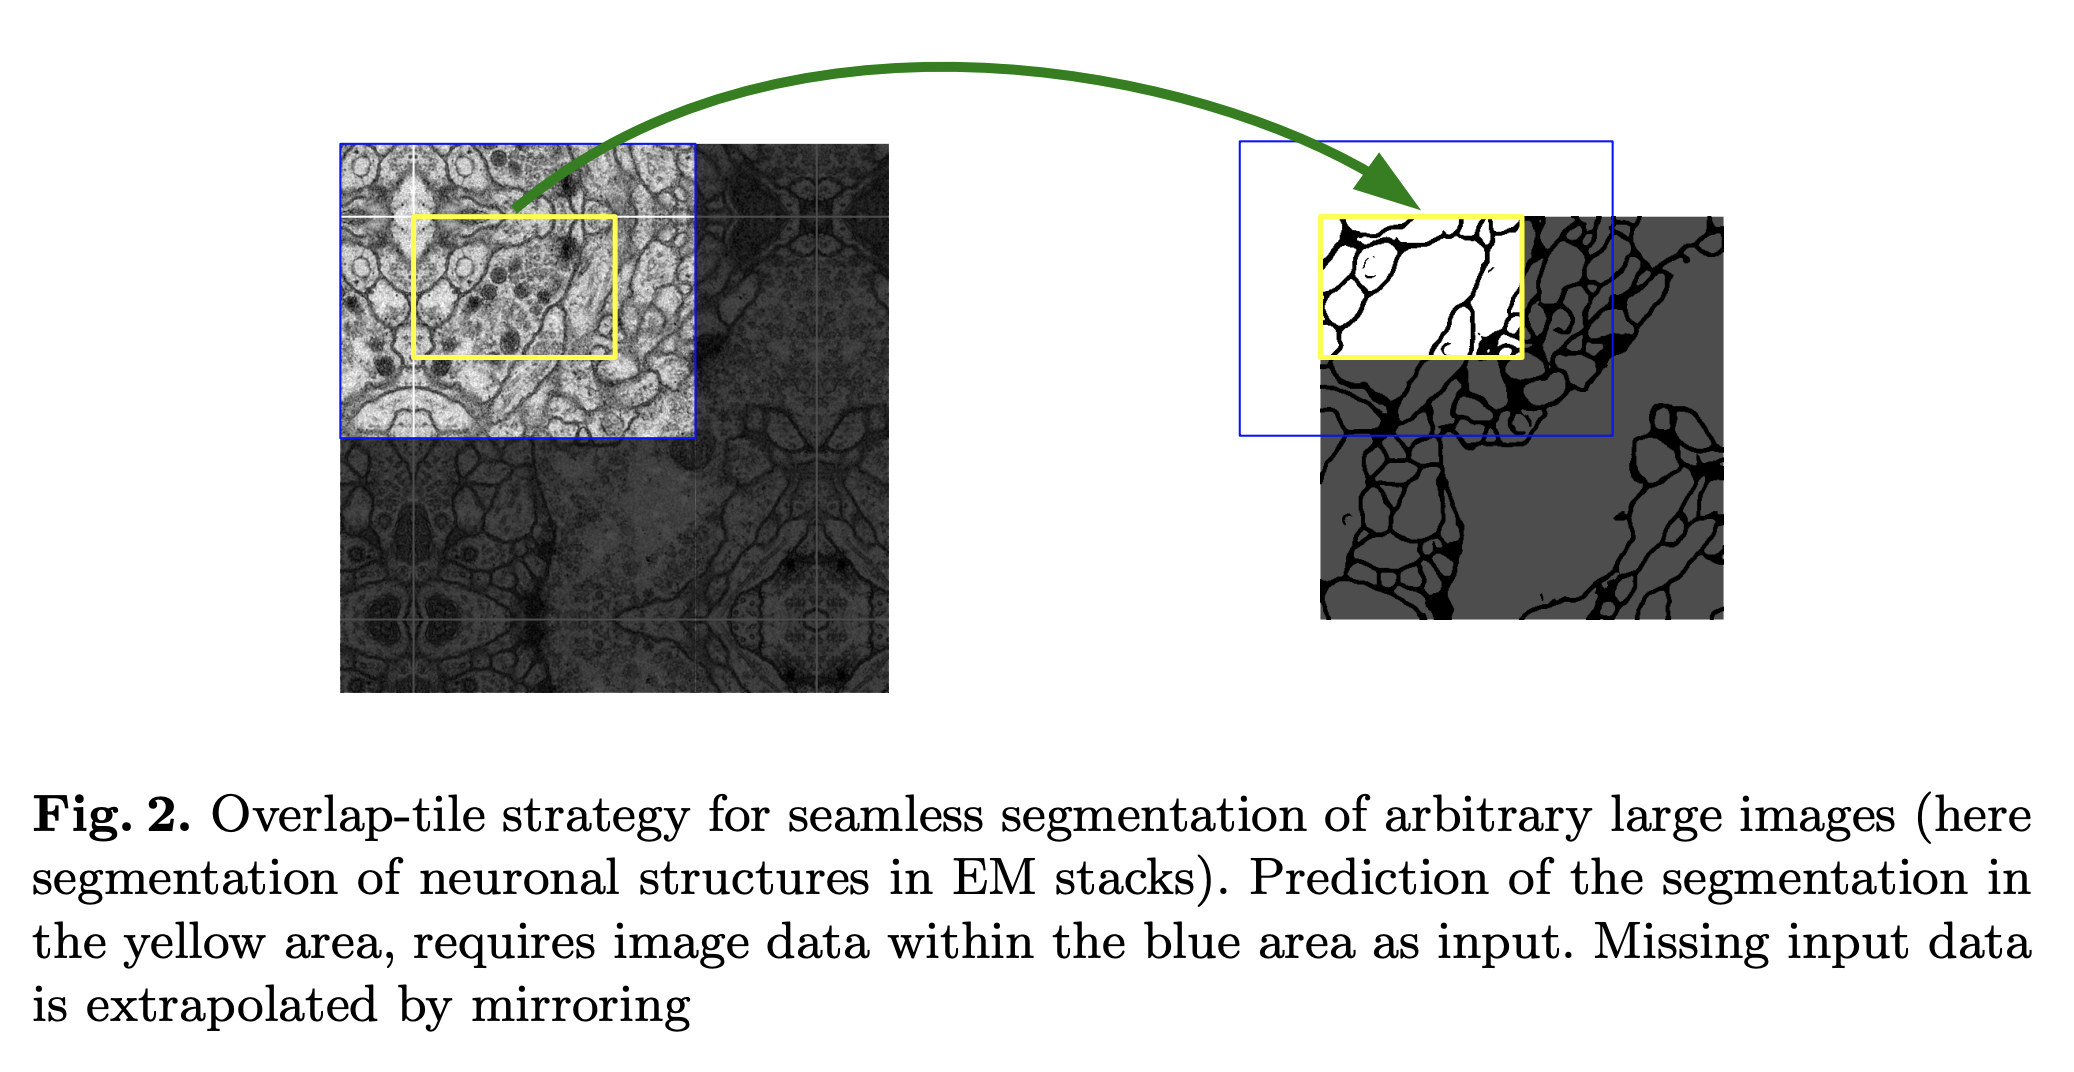 Fig. 2. Overlap-tile strategy for seamless segmentation of arbitrary large images (here
segmentation of neuronal structures in EM stacks). Prediction of the segmentation in
the yellow area, requires image data within the blue area as input. Missing input data
is extrapolated by mirroring